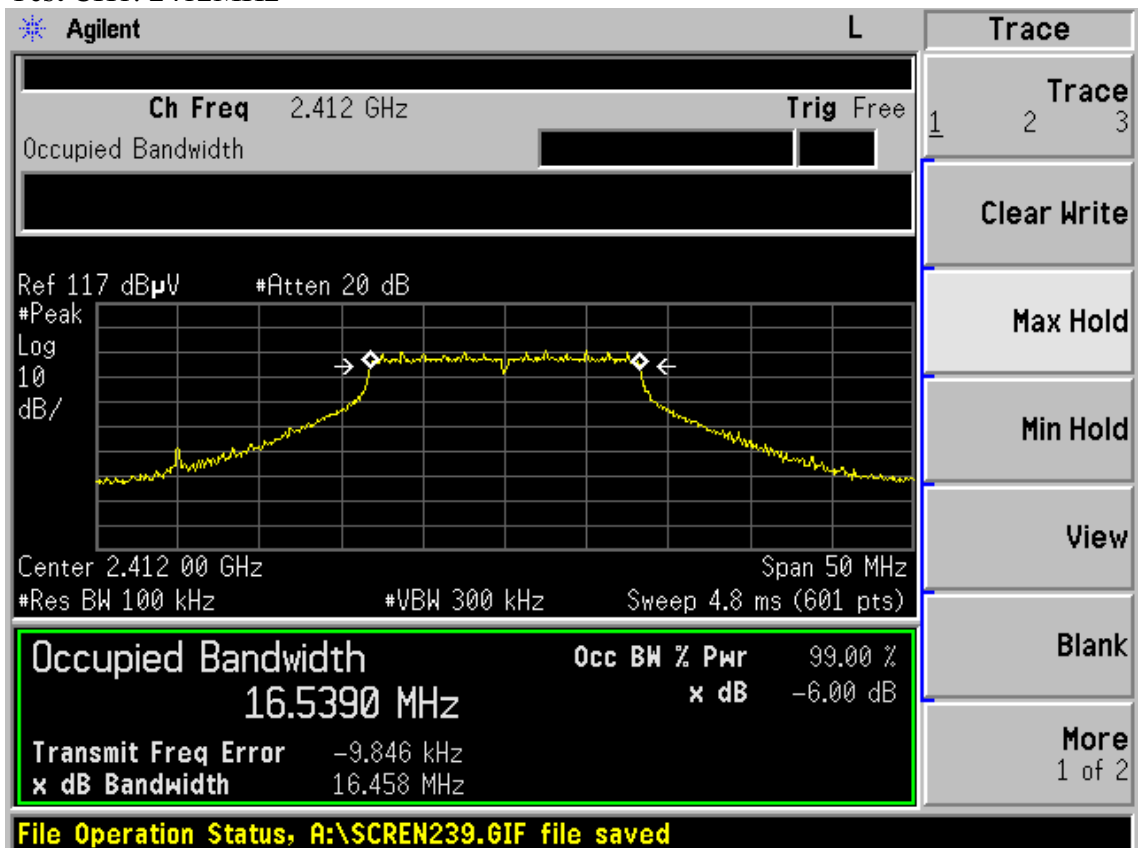 Agilent L Trace
Ch Freq 2.412 GHz Trig Free
Occupied Bandwidth
Trace
1 2 3
Clear Write
Ref 117 dBµV #Atten 20 dB
#Peak
Log
10
dB/
Max Hold
Min Hold
View
Center 2.412 00 GHz Span 50 MHz
#Res BW 100 kHz #VBW 300 kHz Sweep 4.8 ms (601 pts)
Occupied Bandwidth
16.5390 MHz
Occ BW % Pwr 99.00 %
x dB -6.00 dB
Transmit Freq Error -9.846 kHz
x dB Bandwidth 16.458 MHz
Blank
More
1 of 2
File Operation Status, A:\SCREN239.GIF file saved